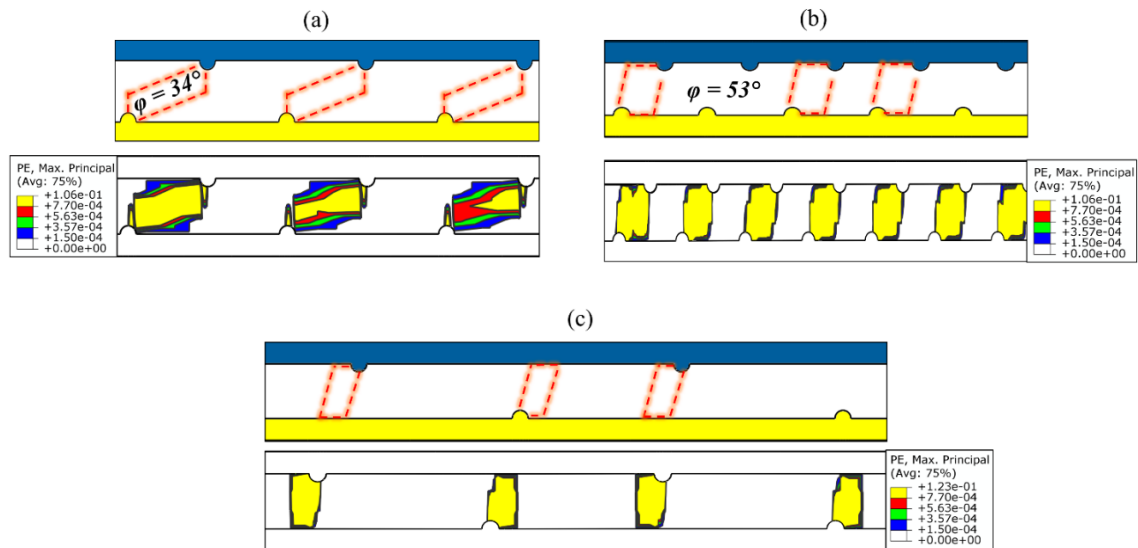 (a)
φ = 34°
PE, Max. Principal
(Avg: 75%)
+1.06e-01
+7.70e-04
+5.63e-04
+3.57e-04
+1.50e-04
+0.00e+00
(b)
φ = 53°
PE, Max. Principal
(Avg: 75%)
+1.06e-01
+7.70e-04
+5.63e-04
+3.57e-04
+1.50e-04
+0.00e+00
(c)
PE, Max. Principal
(Avg: 75%)
+1.23e-01
+7.70e-04
+5.63e-04
+3.57e-04
+1.50e-04
+0.00e+00